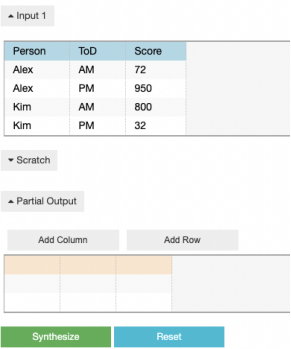 Input 1
Person ToD Score
Alex AM 72
Alex PM 950
Kim AM 800
Kim PM 32
Scratch
Partial Output
Add Column Add Row
Synthesize Reset